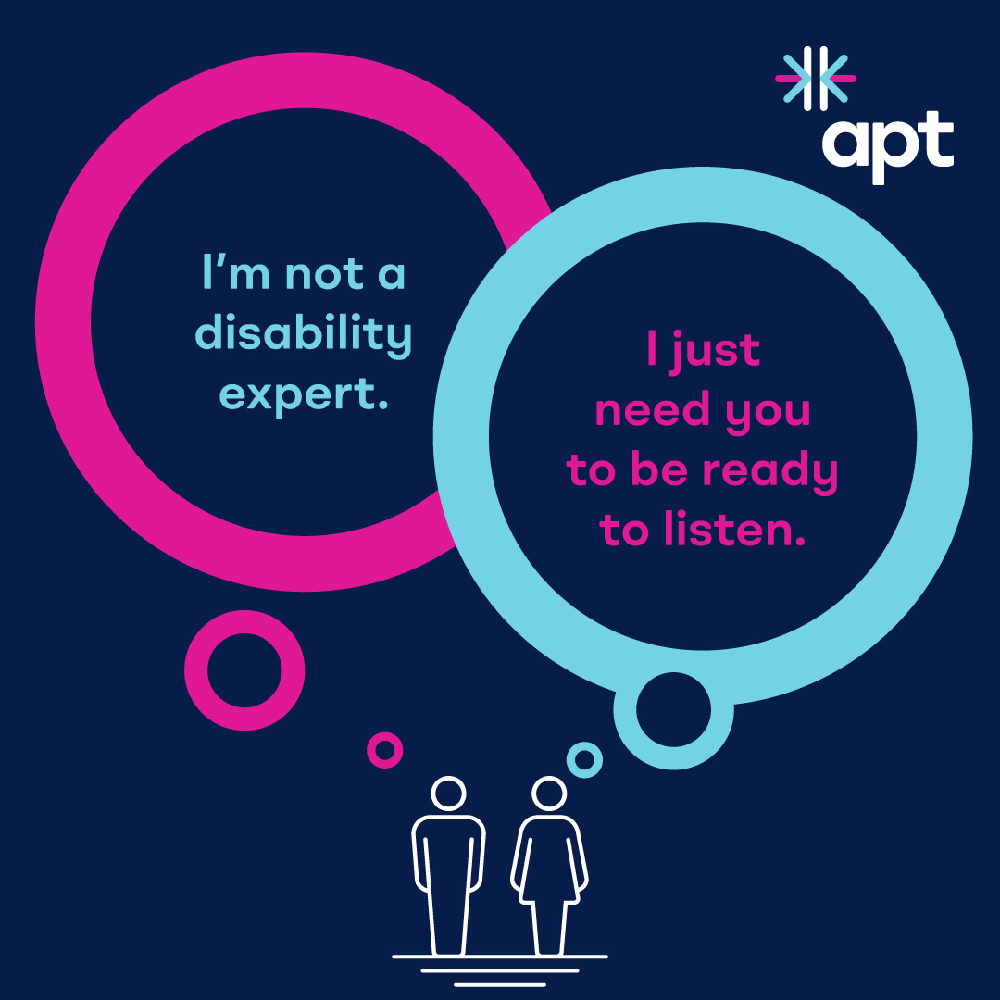 apt
I'm not a
disability
expert.
I just
need you
to be ready
to listen.